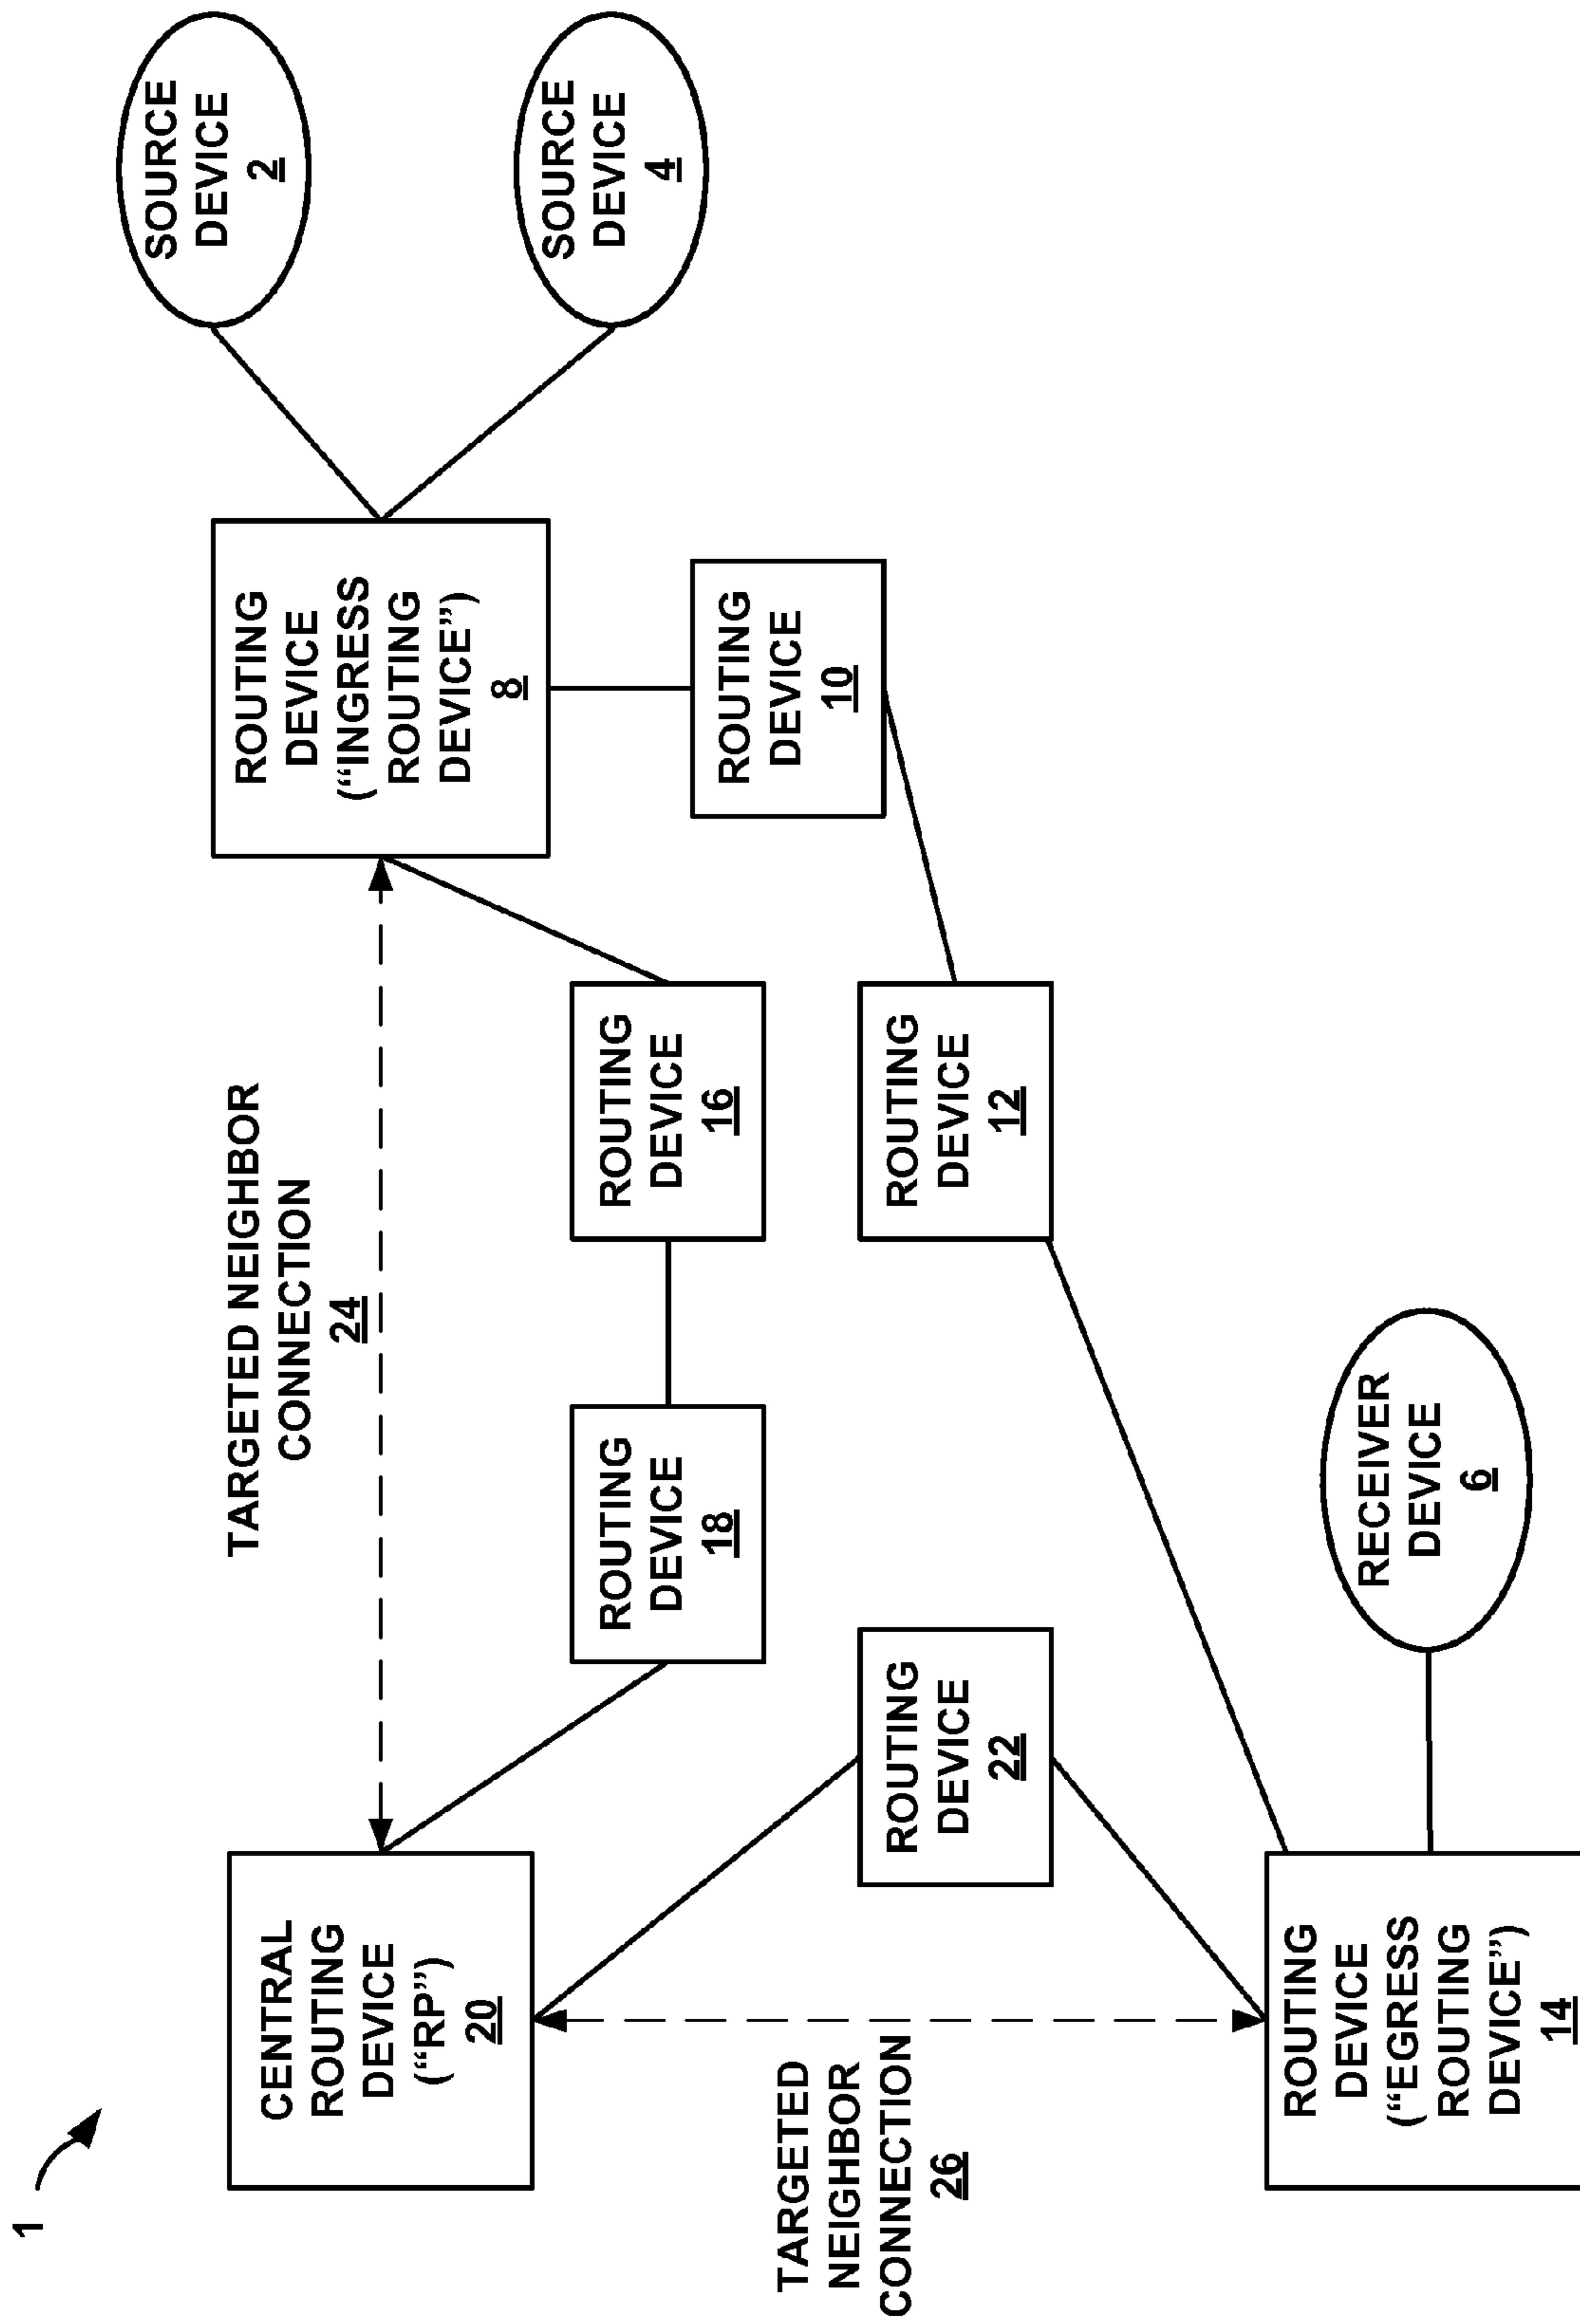 1
CENTRAL
ROUTING
DEVICE
(“RP”)
20
TARGETED NEIGHBOR
CONNECTION
24
ROUTING
DEVICE
(“INGRESS
ROUTING
DEVICE”)
8
SOURCE
DEVICE
2
SOURCE
DEVICE
4
ROUTING
DEVICE
18
ROUTING
DEVICE
16
ROUTING
DEVICE
10
TARGETED
NEIGHBOR
CONNECTION
26
ROUTING
DEVICE
22
ROUTING
DEVICE
12
ROUTING
DEVICE
(“EGRESS
ROUTING
DEVICE”)
14
RECEIVER
DEVICE
6